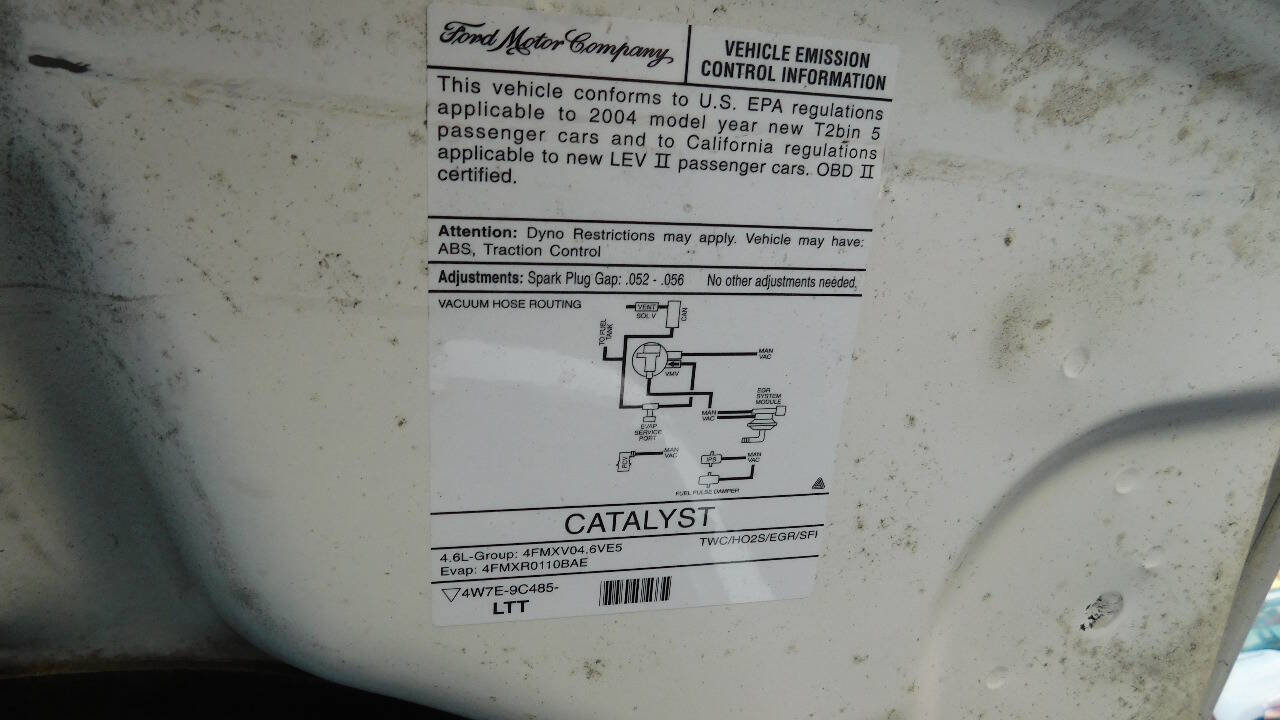 Ford Motor Company
VEHICLE EMISSION
CONTROL INFORMATION
This vehicle conforms to U.S. EPA regulations
applicable to 2004 model year new T2bin 5
passenger cars and to California regulations
applicable to new LEV II passenger cars. OBD II
certified.
Attention: Dyno Restrictions may apply. Vehicle may have:
ABS, Traction Control
Adjustments: Spark Plug Gap: .052 - .056 No other adjustments needed.
VACUUM HOSE ROUTING
VENT
SOL V
CAN
TO FUEL
TANK
MAN
VAC
VMV
EGR
SYSTEM
MODULE
MAN
VAC
EVAP
SERVICE
PORT
PCV
MAN
VAC
IPS
MAN
VAC
FUEL PULSE DAMPER
CATALYST
4.6L-Group: 4FMXV04.6VE5
TWC/HO2S/EGR/SFI
Evap: 4FMXR0110BAE
4W7E-9C485-
LTT